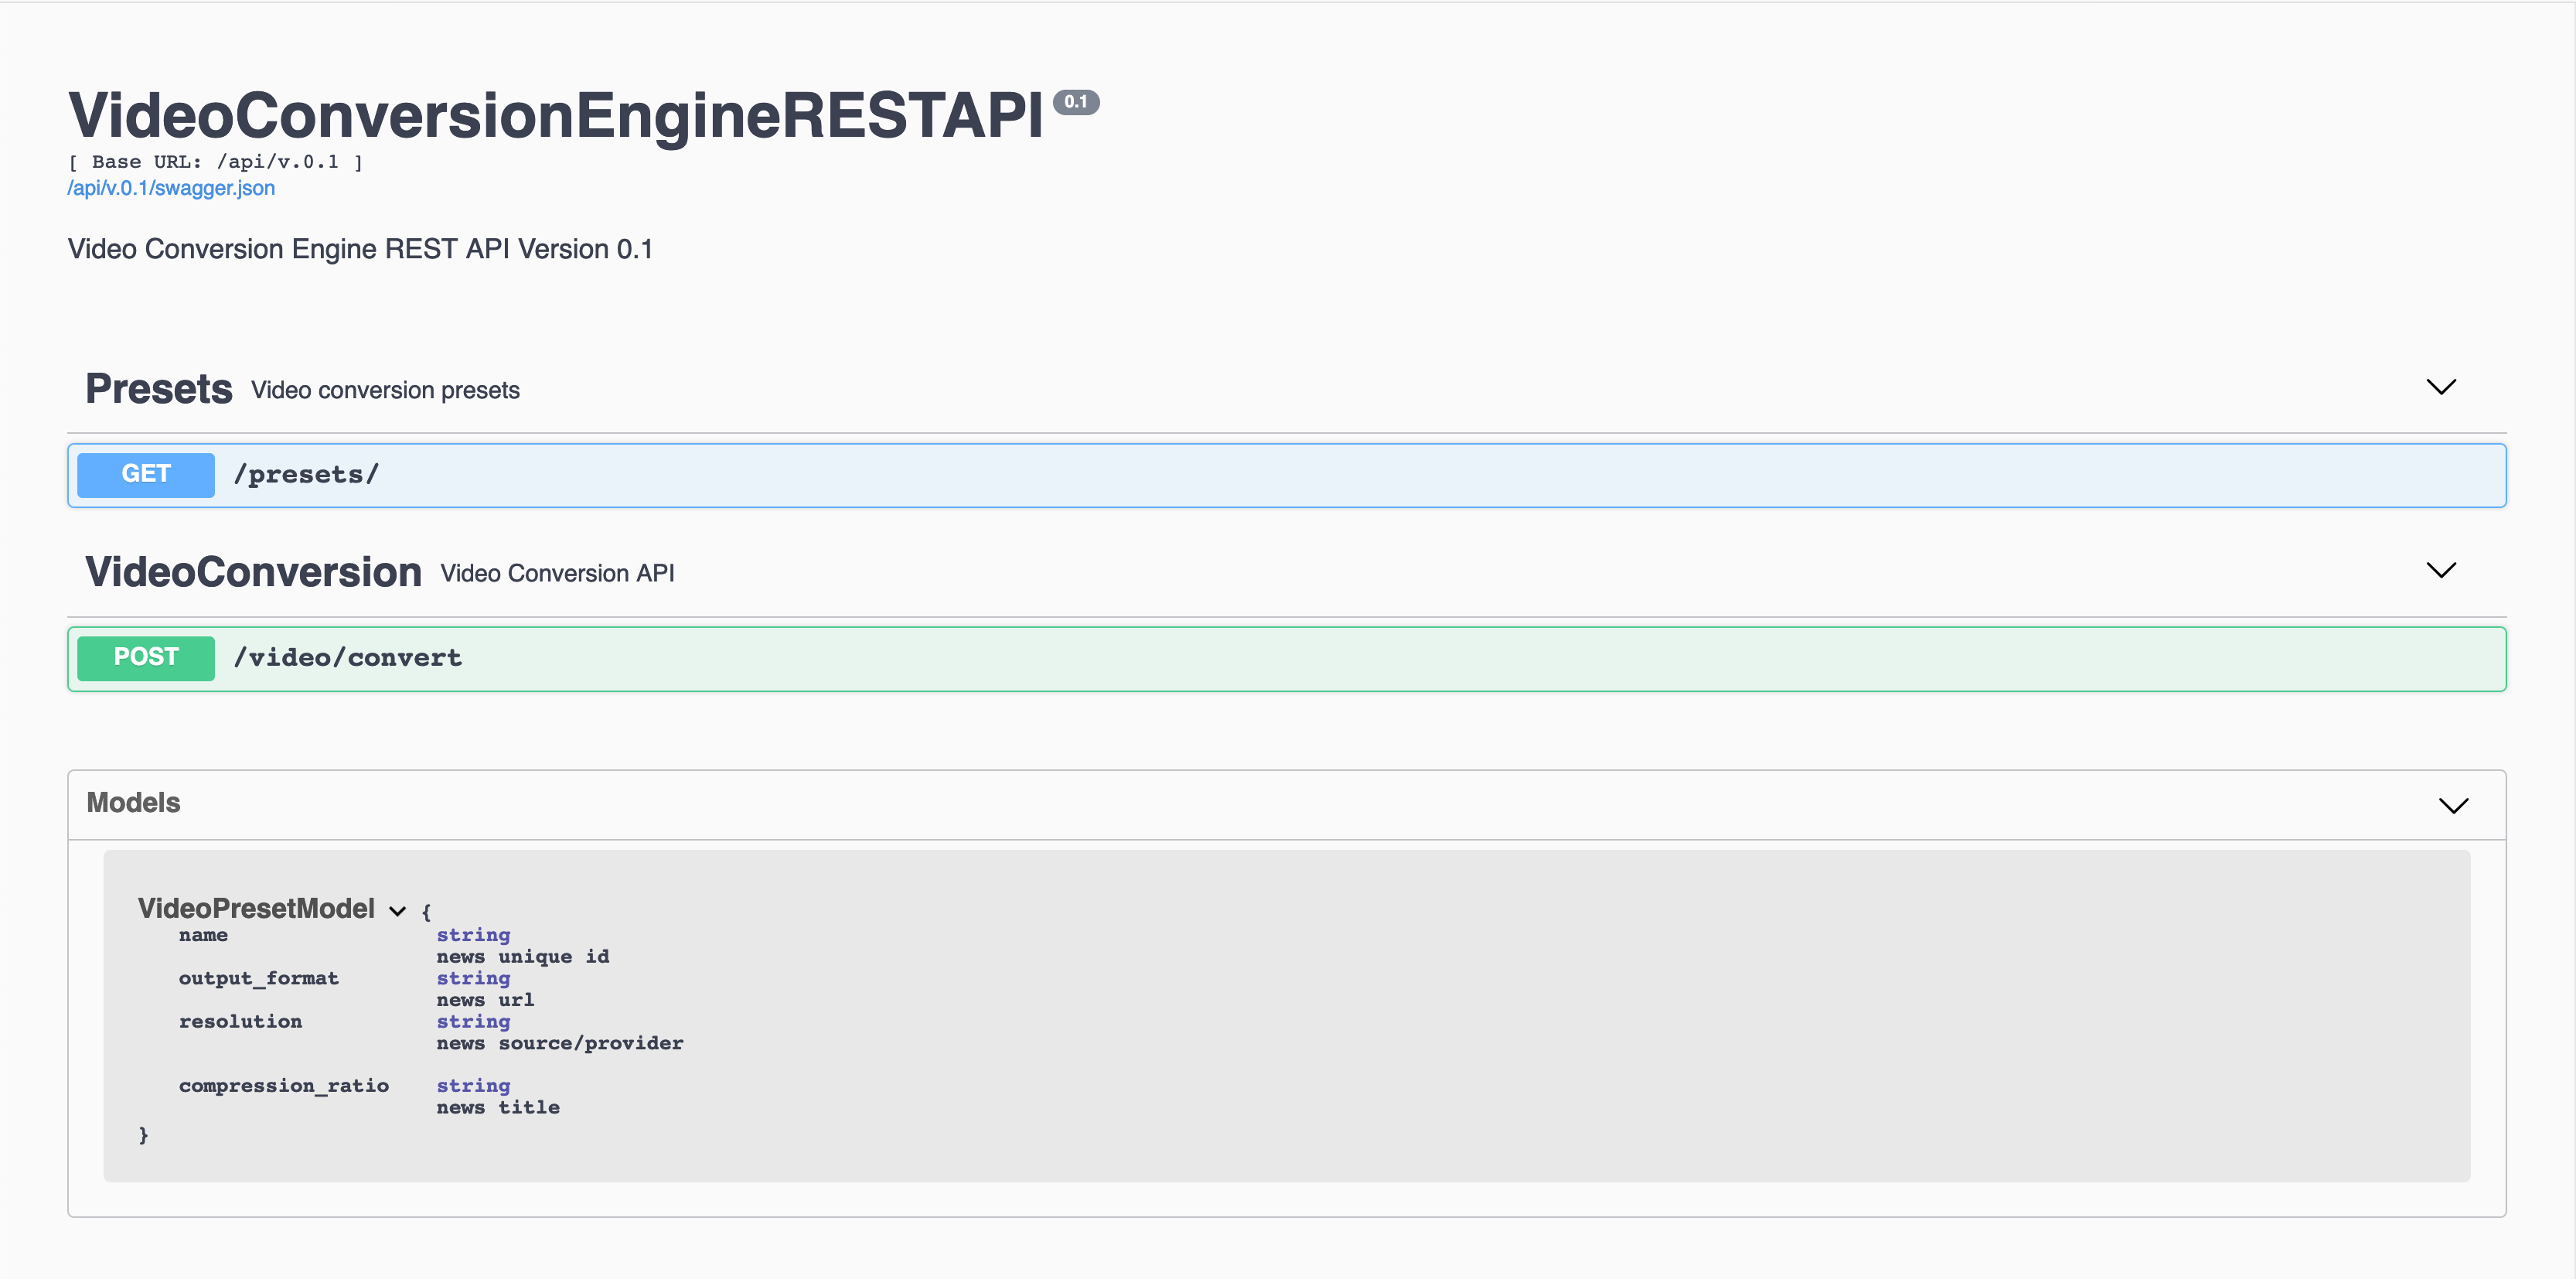 VideoConversionEngineRESTAPI 0.1
[ Base URL: /api/v.0.1 ]
/api/v.0.1/swagger.json
Video Conversion Engine REST API Version 0.1
Presets Video conversion presets
GET /presets/
VideoConversion Video Conversion API
POST /video/convert
Models
VideoPresetModel {
name string
news unique id
output_format string
news url
resolution string
news source/provider
compression_ratio string
news title
}